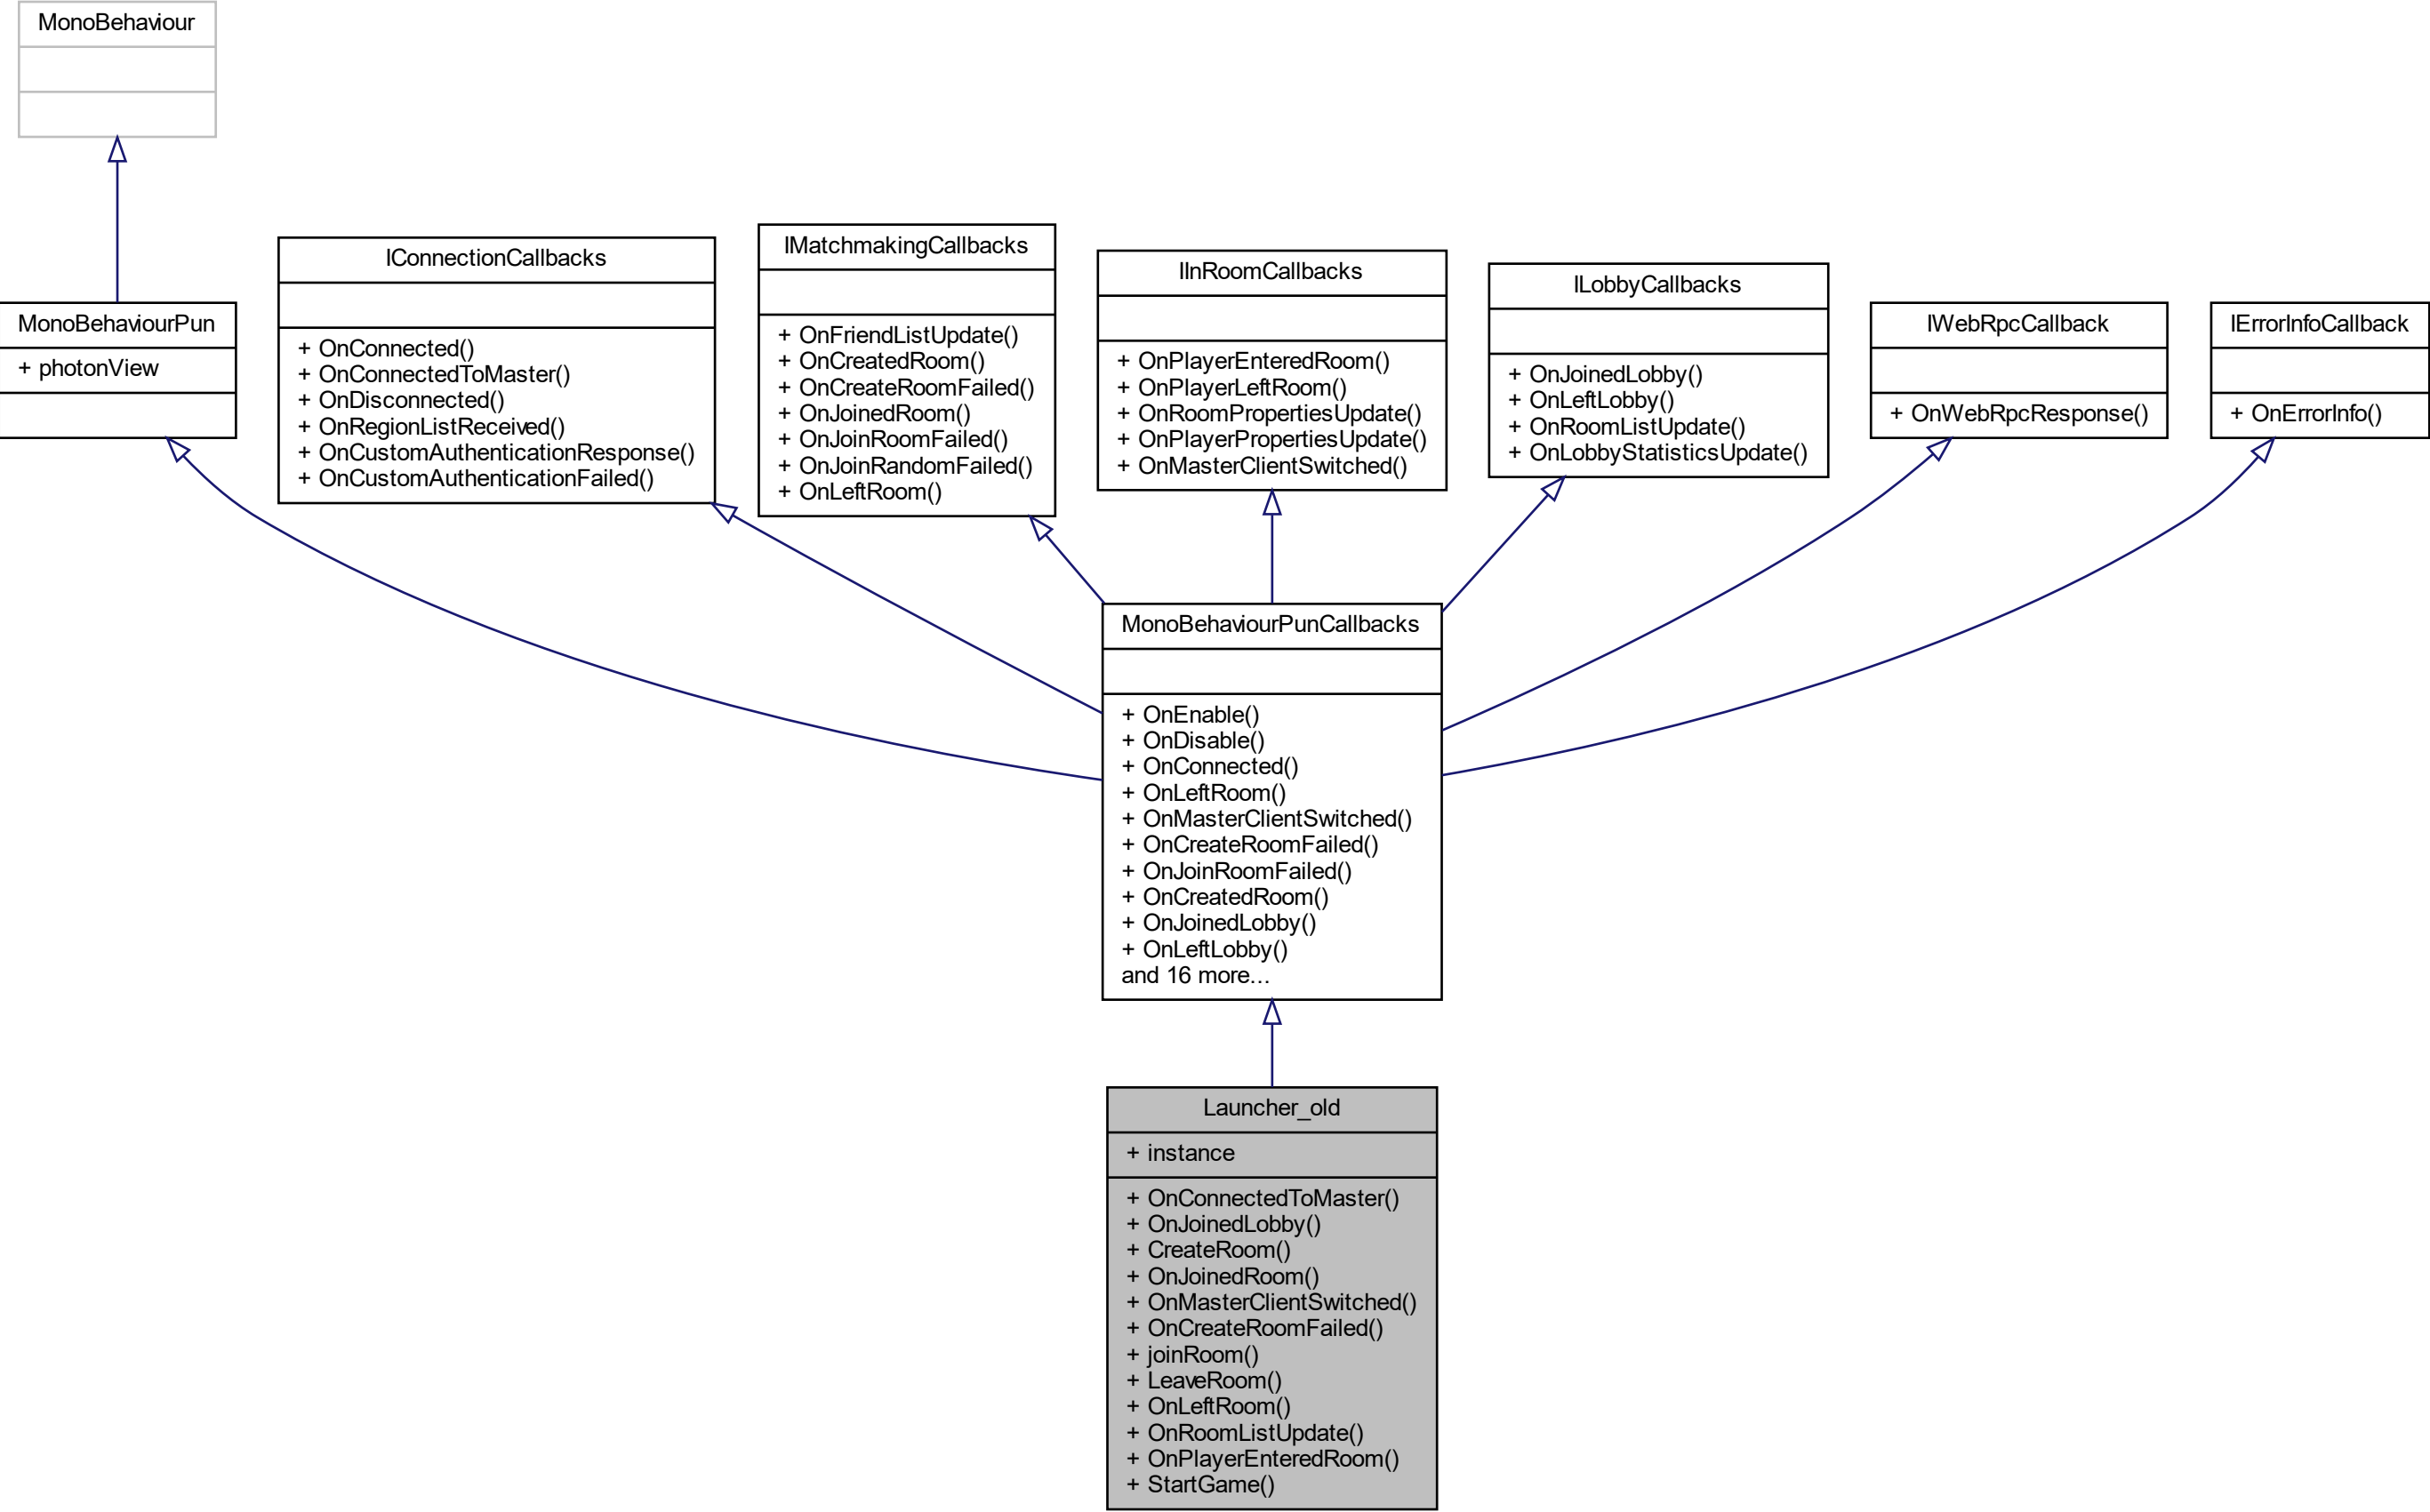 MonoBehaviour
MonoBehaviourPun
+ photonView
IConnectionCallbacks
+ OnConnected()
+ OnConnectedToMaster()
+ OnDisconnected()
+ OnRegionListReceived()
+ OnCustomAuthenticationResponse()
+ OnCustomAuthenticationFailed()
IMatchmakingCallbacks
+ OnFriendListUpdate()
+ OnCreatedRoom()
+ OnCreateRoomFailed()
+ OnJoinedRoom()
+ OnJoinRoomFailed()
+ OnJoinRandomFailed()
+ OnLeftRoom()
IInRoomCallbacks
+ OnPlayerEnteredRoom()
+ OnPlayerLeftRoom()
+ OnRoomPropertiesUpdate()
+ OnPlayerPropertiesUpdate()
+ OnMasterClientSwitched()
ILobbyCallbacks
+ OnJoinedLobby()
+ OnLeftLobby()
+ OnRoomListUpdate()
+ OnLobbyStatisticsUpdate()
IWebRpcCallback
+ OnWebRpcResponse()
IErrorInfoCallback
+ OnErrorInfo()
MonoBehaviourPunCallbacks
+ OnEnable()
+ OnDisable()
+ OnConnected()
+ OnLeftRoom()
+ OnMasterClientSwitched()
+ OnCreateRoomFailed()
+ OnJoinRoomFailed()
+ OnCreatedRoom()
+ OnJoinedLobby()
+ OnLeftLobby()
and 16 more...
Launcher_old
+ instance
+ OnConnectedToMaster()
+ OnJoinedLobby()
+ CreateRoom()
+ OnJoinedRoom()
+ OnMasterClientSwitched()
+ OnCreateRoomFailed()
+ joinRoom()
+ LeaveRoom()
+ OnLeftRoom()
+ OnRoomListUpdate()
+ OnPlayerEnteredRoom()
+ StartGame()